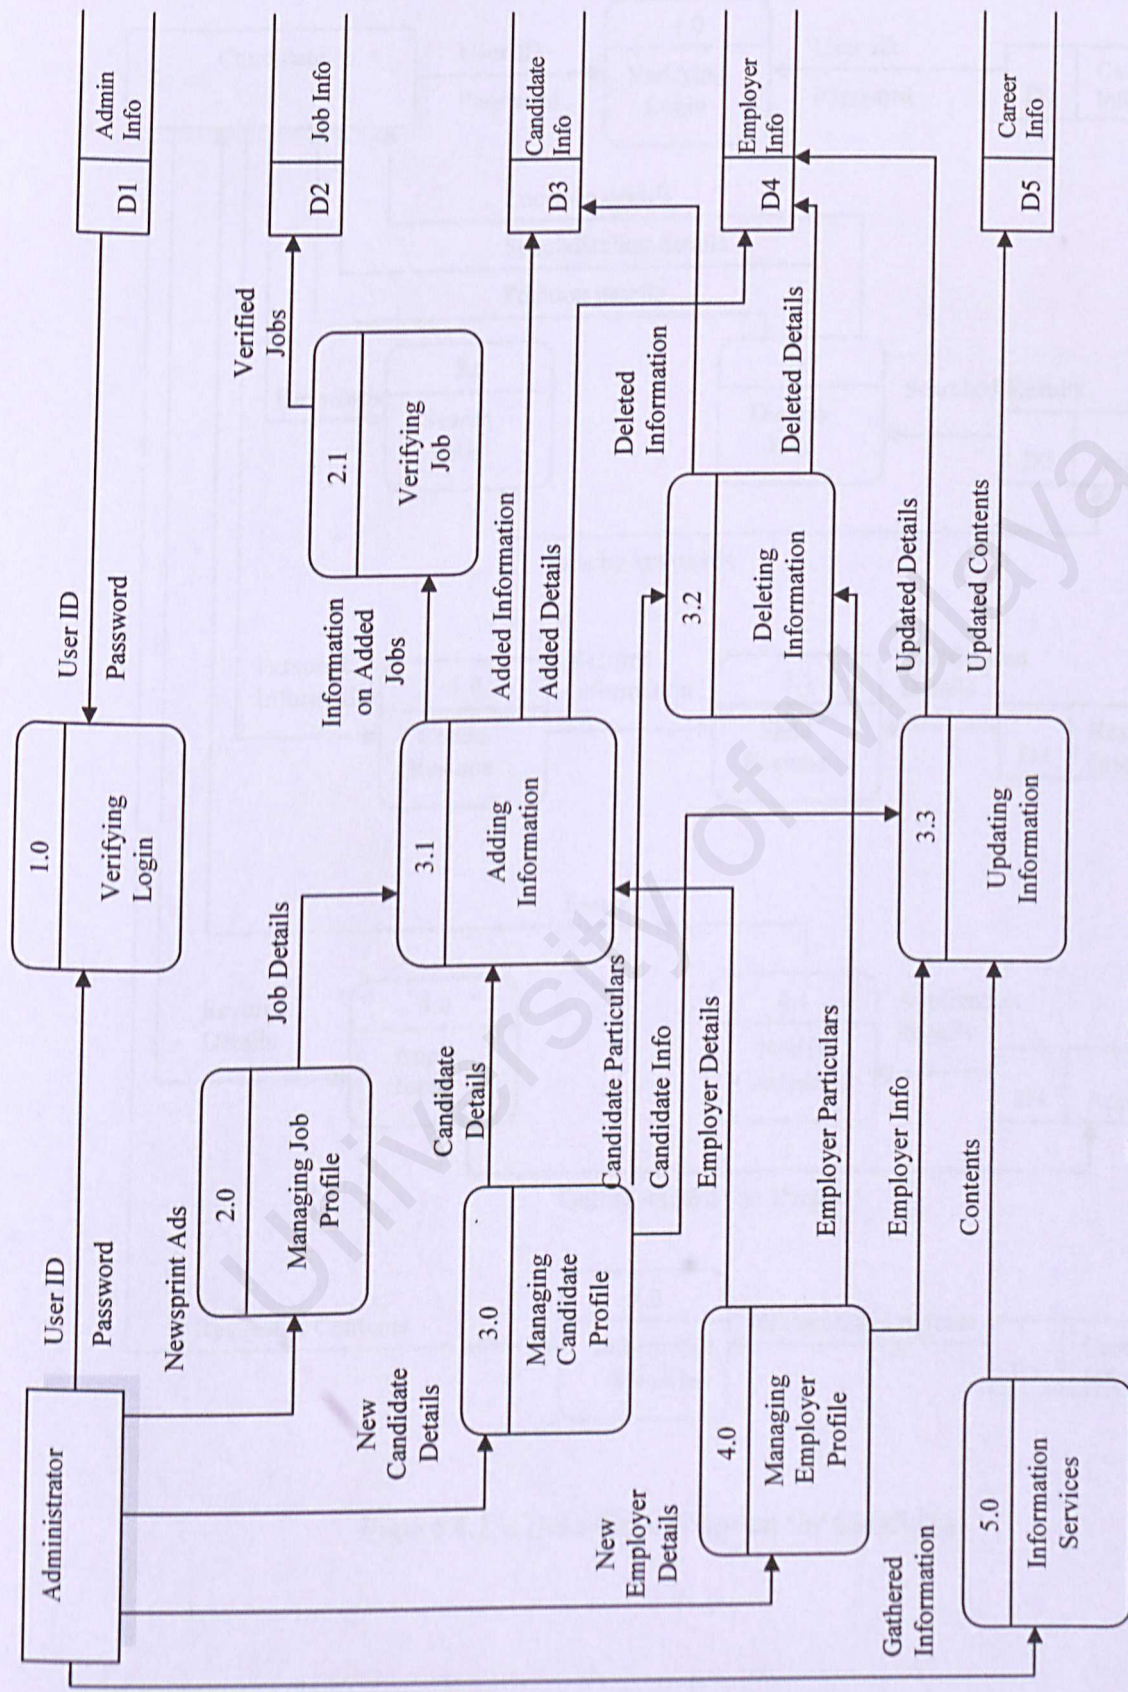 Administrator
User ID
Password
1.0
Verifying
Login
User ID
Password
D1
Admin
Info
Newsprint Ads
2.0
Managing Job
Profile
Job Details
Information
on Added
Jobs
2.1
Verifying
Job
Verified
Jobs
D2
Job Info
New
Candidate
Details
3.0
Managing
Candidate
Profile
Candidate
Details
3.1
Adding
Information
Added Information
Added Details
D3
Candidate
Info
Candidate Particulars
Candidate Info
Employer Details
3.2
Deleting
Information
Deleted
Information
Deleted Details
D4
Employer
Info
New
Employer
Details
4.0
Managing
Employer
Profile
Employer Particulars
Employer Info
3.3
Updating
Information
Updated Details
Updated Contents
Gathered
Information
5.0
Information
Services
Contents
D5
Career
Info
University of Malaya